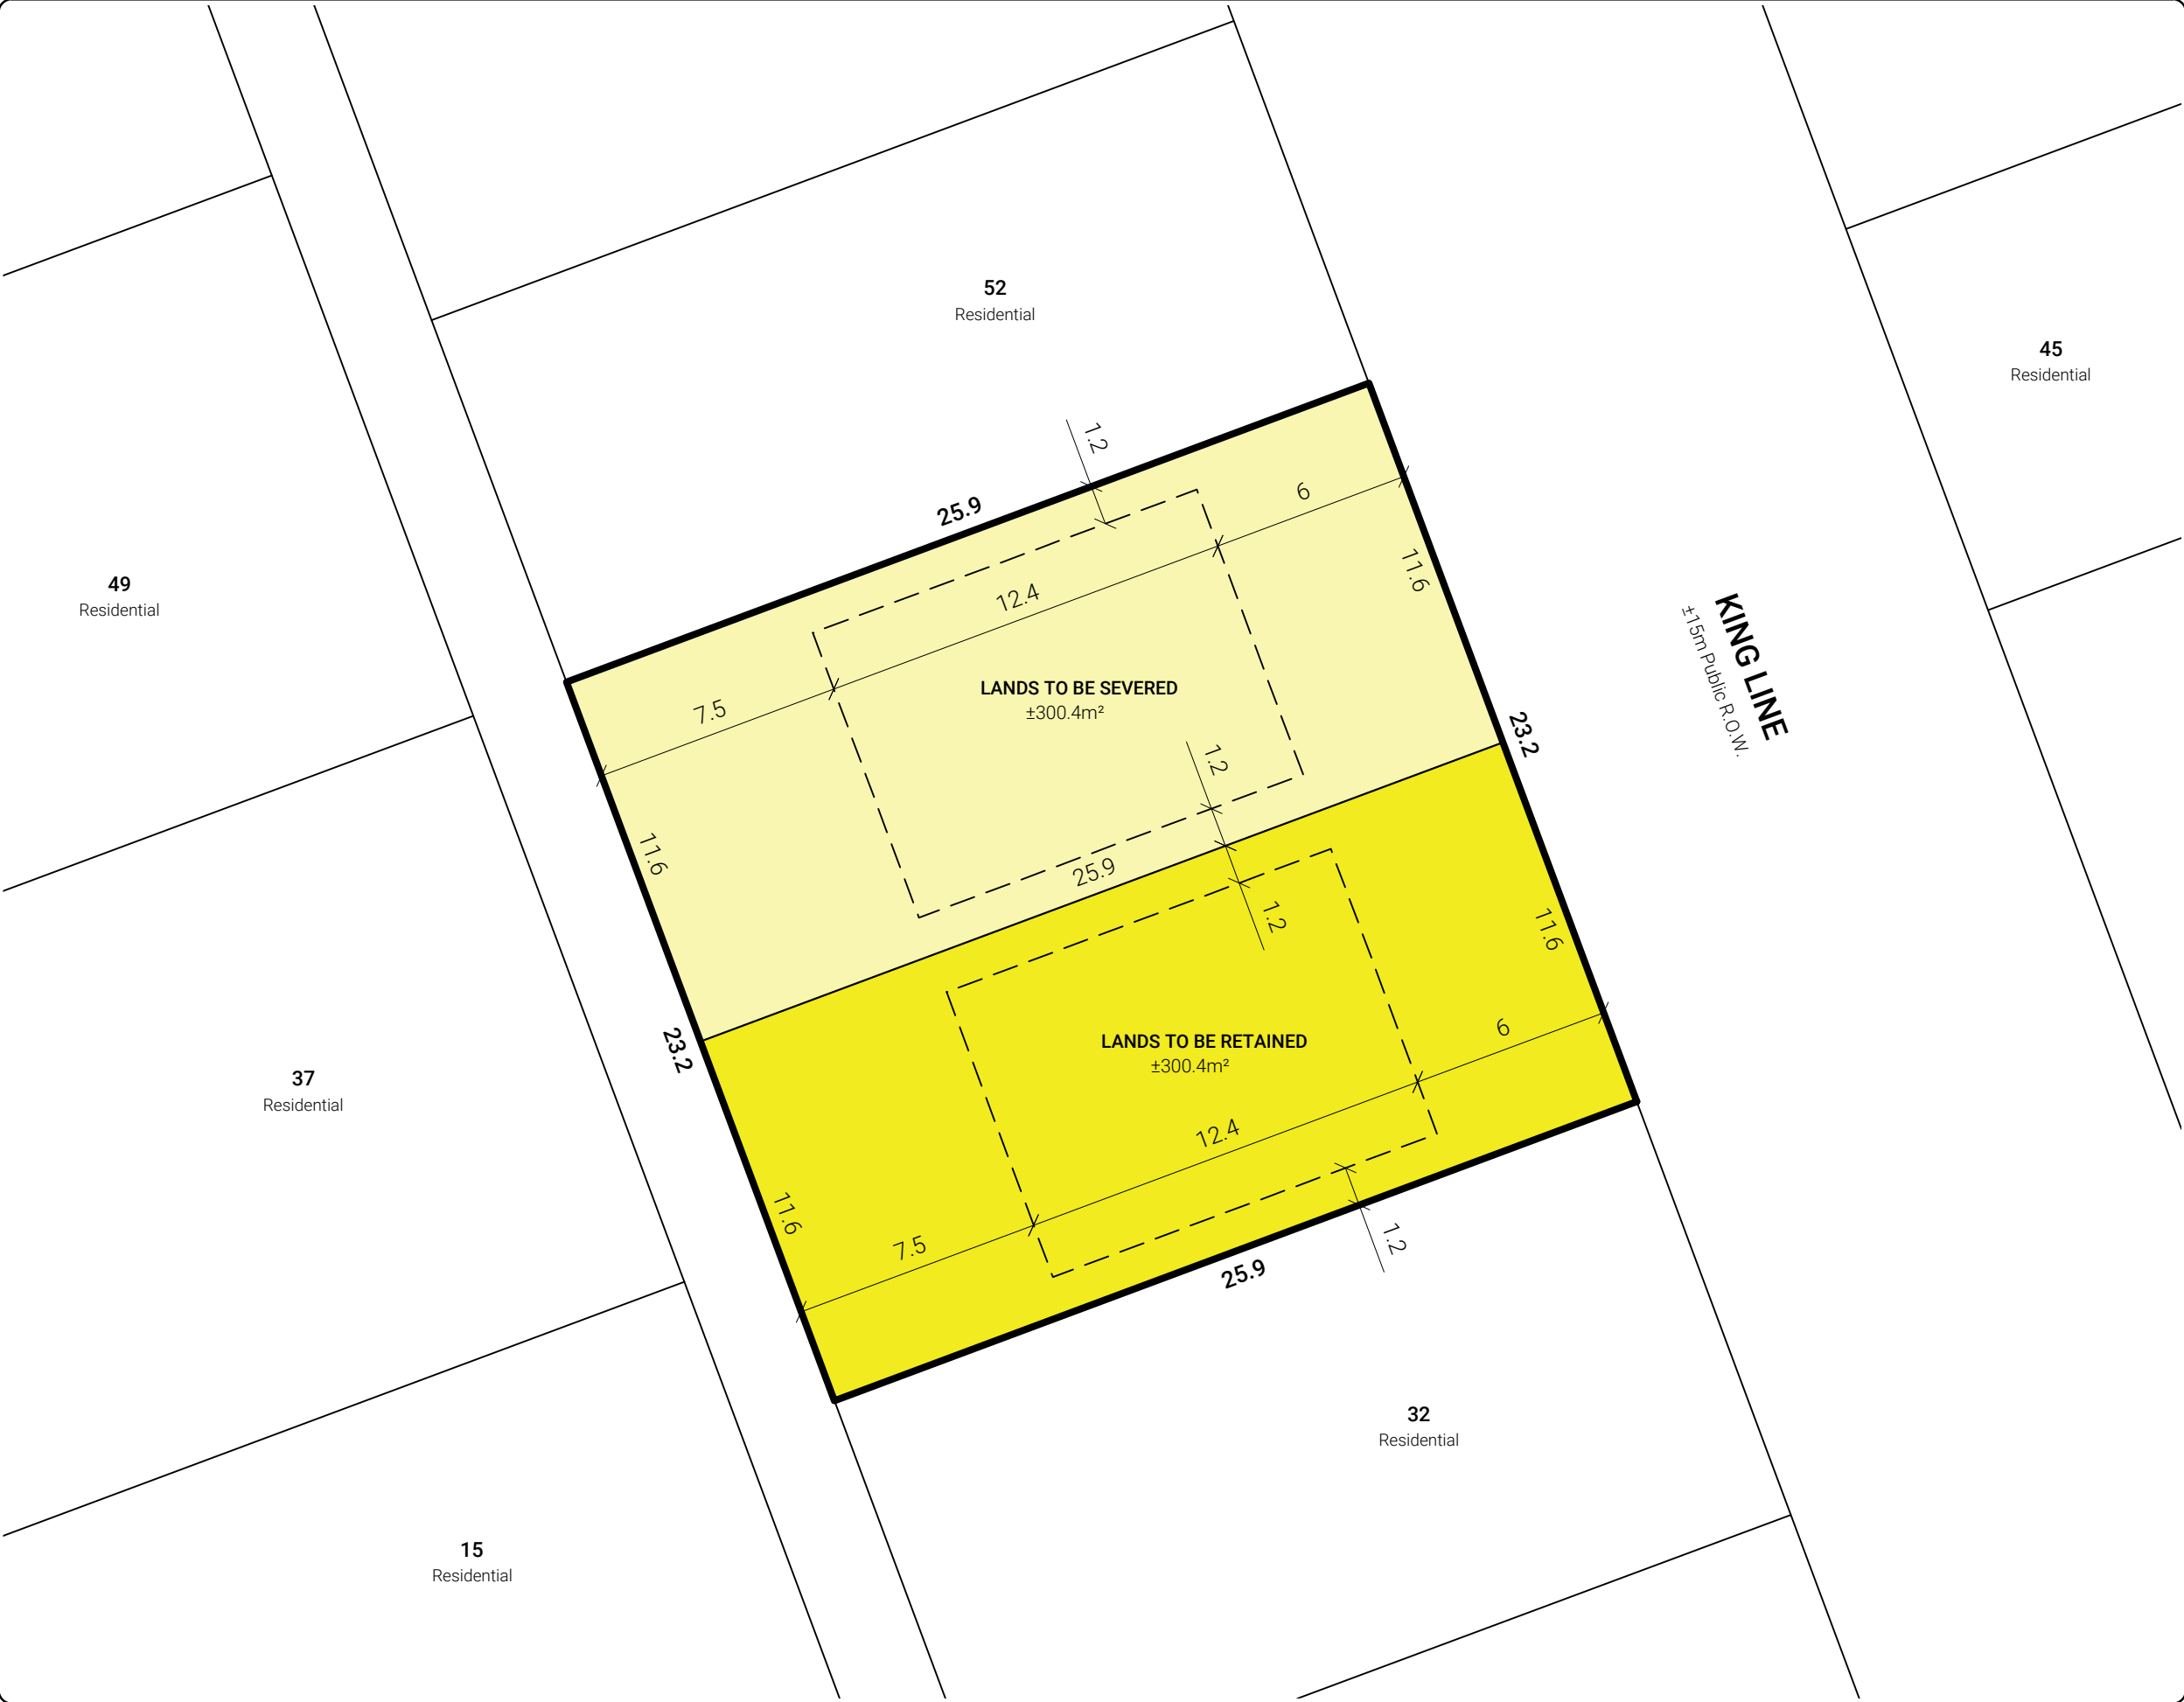 52
Residential
45
Residential
1.2
25.9
6
12.4
11.6
49
Residential
KING LINE
±15m Public R.O.W.
LANDS TO BE SEVERED
±300.4m²
7.5
23.2
1.2
11.6
25.9
1.2
11.6
23.2
LANDS TO BE RETAINED
±300.4m²
6
37
Residential
12.4
11.6
7.5
1.2
25.9
32
Residential
15
Residential